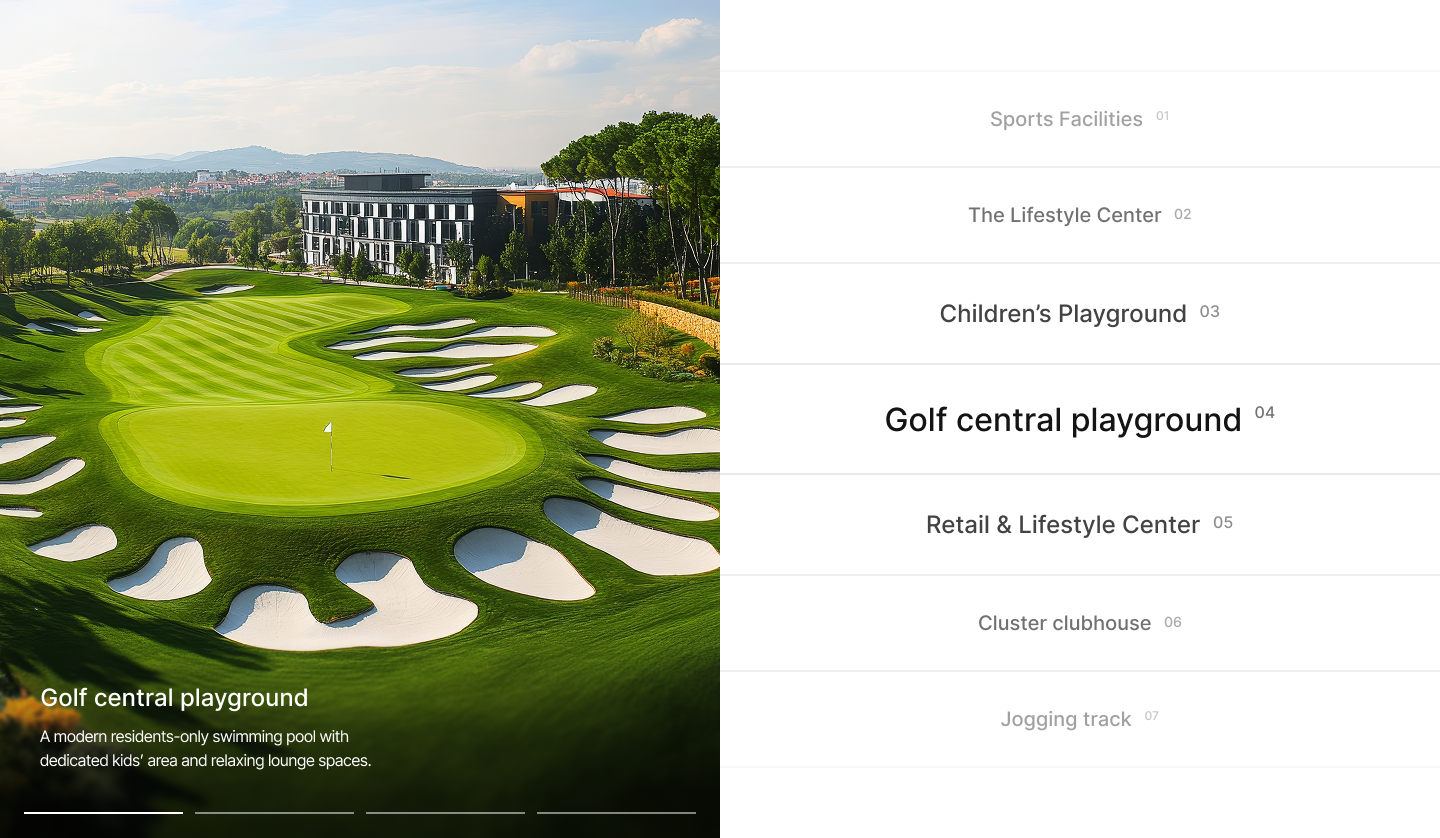 Golf central playground
A modern residents-only swimming pool with
dedicated kids’ area and relaxing lounge spaces.
Sports Facilities 01
The Lifestyle Center 02
Children’s Playground 03
Golf central playground 04
Retail & Lifestyle Center 05
Cluster clubhouse 06
Jogging track 07